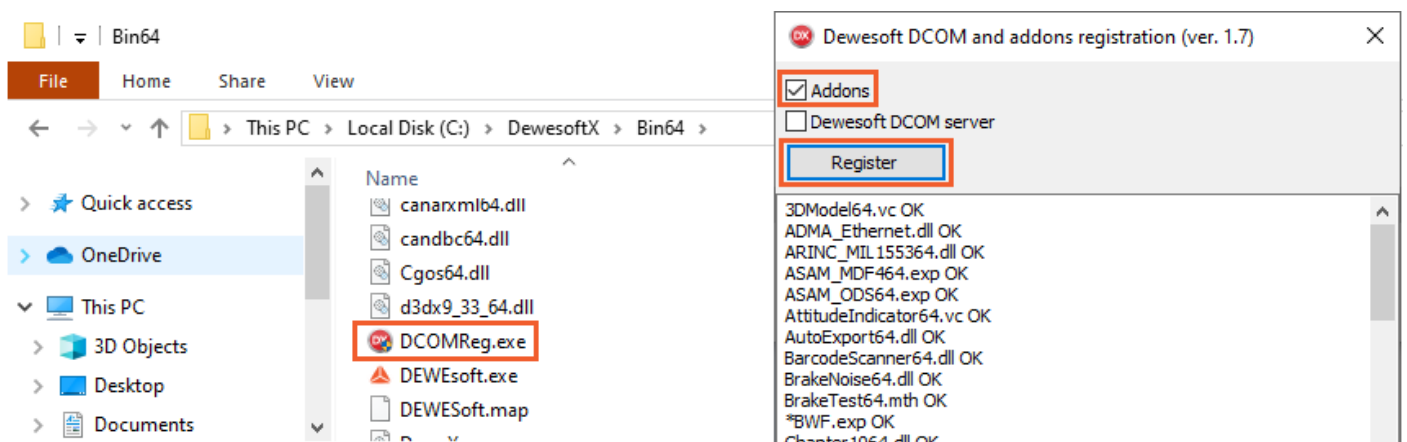 Bin64
File Home Share View
This PC > Local Disk (C:) > DewesoftX > Bin64 >
Quick access
OneDrive
This PC
3D Objects
Desktop
Documents
Name
canarxml64.dll
candbc64.dll
Cgos64.dll
d3dx9_33_64.dll
DCOMReg.exe
DEWEsoft.exe
DEWESoft.map
Dewesoft DCOM and addons registration (ver. 1.7)
Addons
Dewesoft DCOM server
Register
3DModel64.vc OK
ADMA_Ethernet.dll OK
ARINC_MIL155364.dll OK
ASAM_MDF464.exp OK
ASAM_ODS64.exp OK
AttitudeIndicator64.vc OK
AutoExport64.dll OK
BarcodeScanner64.dll OK
BrakeNoise64.dll OK
BrakeTest64.mth OK
*BWF.exp OK
Chapter1064.dll OK